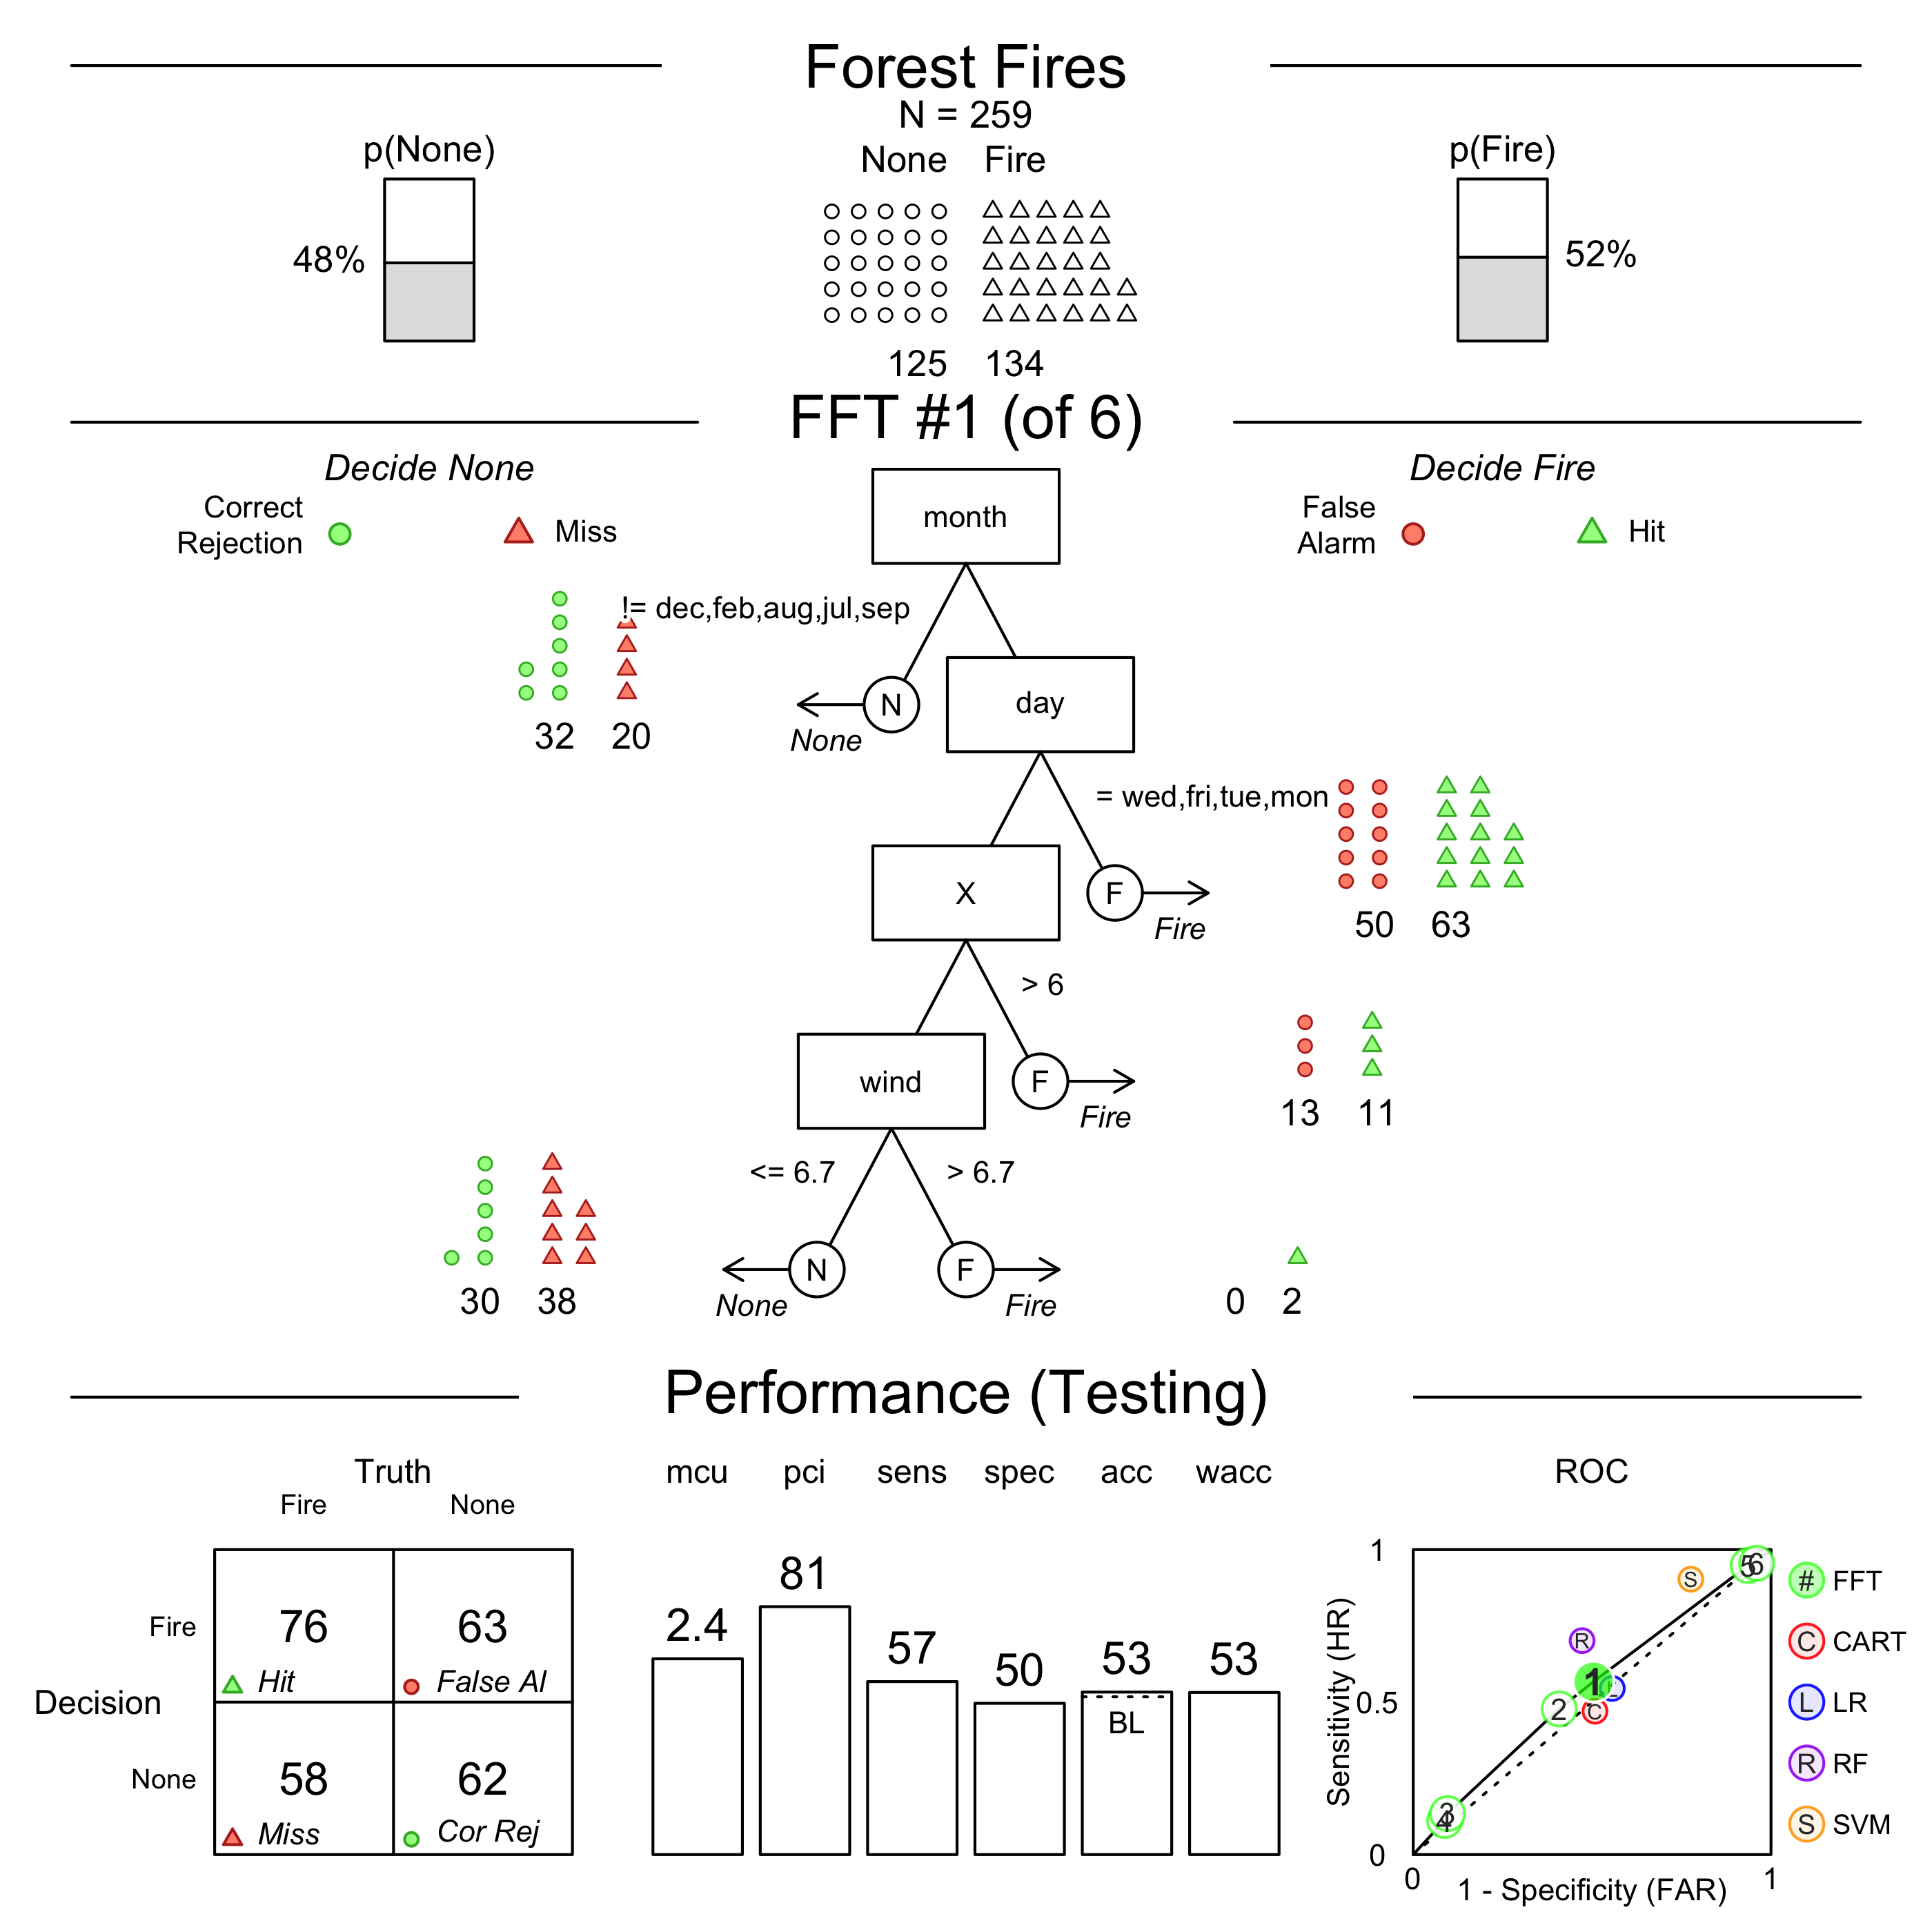 Forest Fires
N = 259
p(None)
None Fire
p(Fire)
48%
52%
125 134
FFT #1 (of 6)
Decide None
Decide Fire
Correct
Rejection
Miss
False
Alarm
Hit
month
!= dec,feb,aug,jul,sep
N
None
32 20
day
= wed,fri,tue,mon
F
Fire
50 63
X
> 6
F
Fire
13 11
wind
<= 6.7
> 6.7
N
None
F
Fire
30 38
0 2
Performance (Testing)
Truth
Fire None
Decision
Fire
76
Hit
63
False Al
None
58
Miss
62
Cor Rej
mcu pci sens spec acc wacc
2.4 81 57 50 53 53
BL
ROC
Sensitivity (HR)
1
0.5
0
0 1
1 - Specificity (FAR)
S
5 6
R
1
L
2
C
3
4
# FFT
C CART
L LR
R RF
S SVM